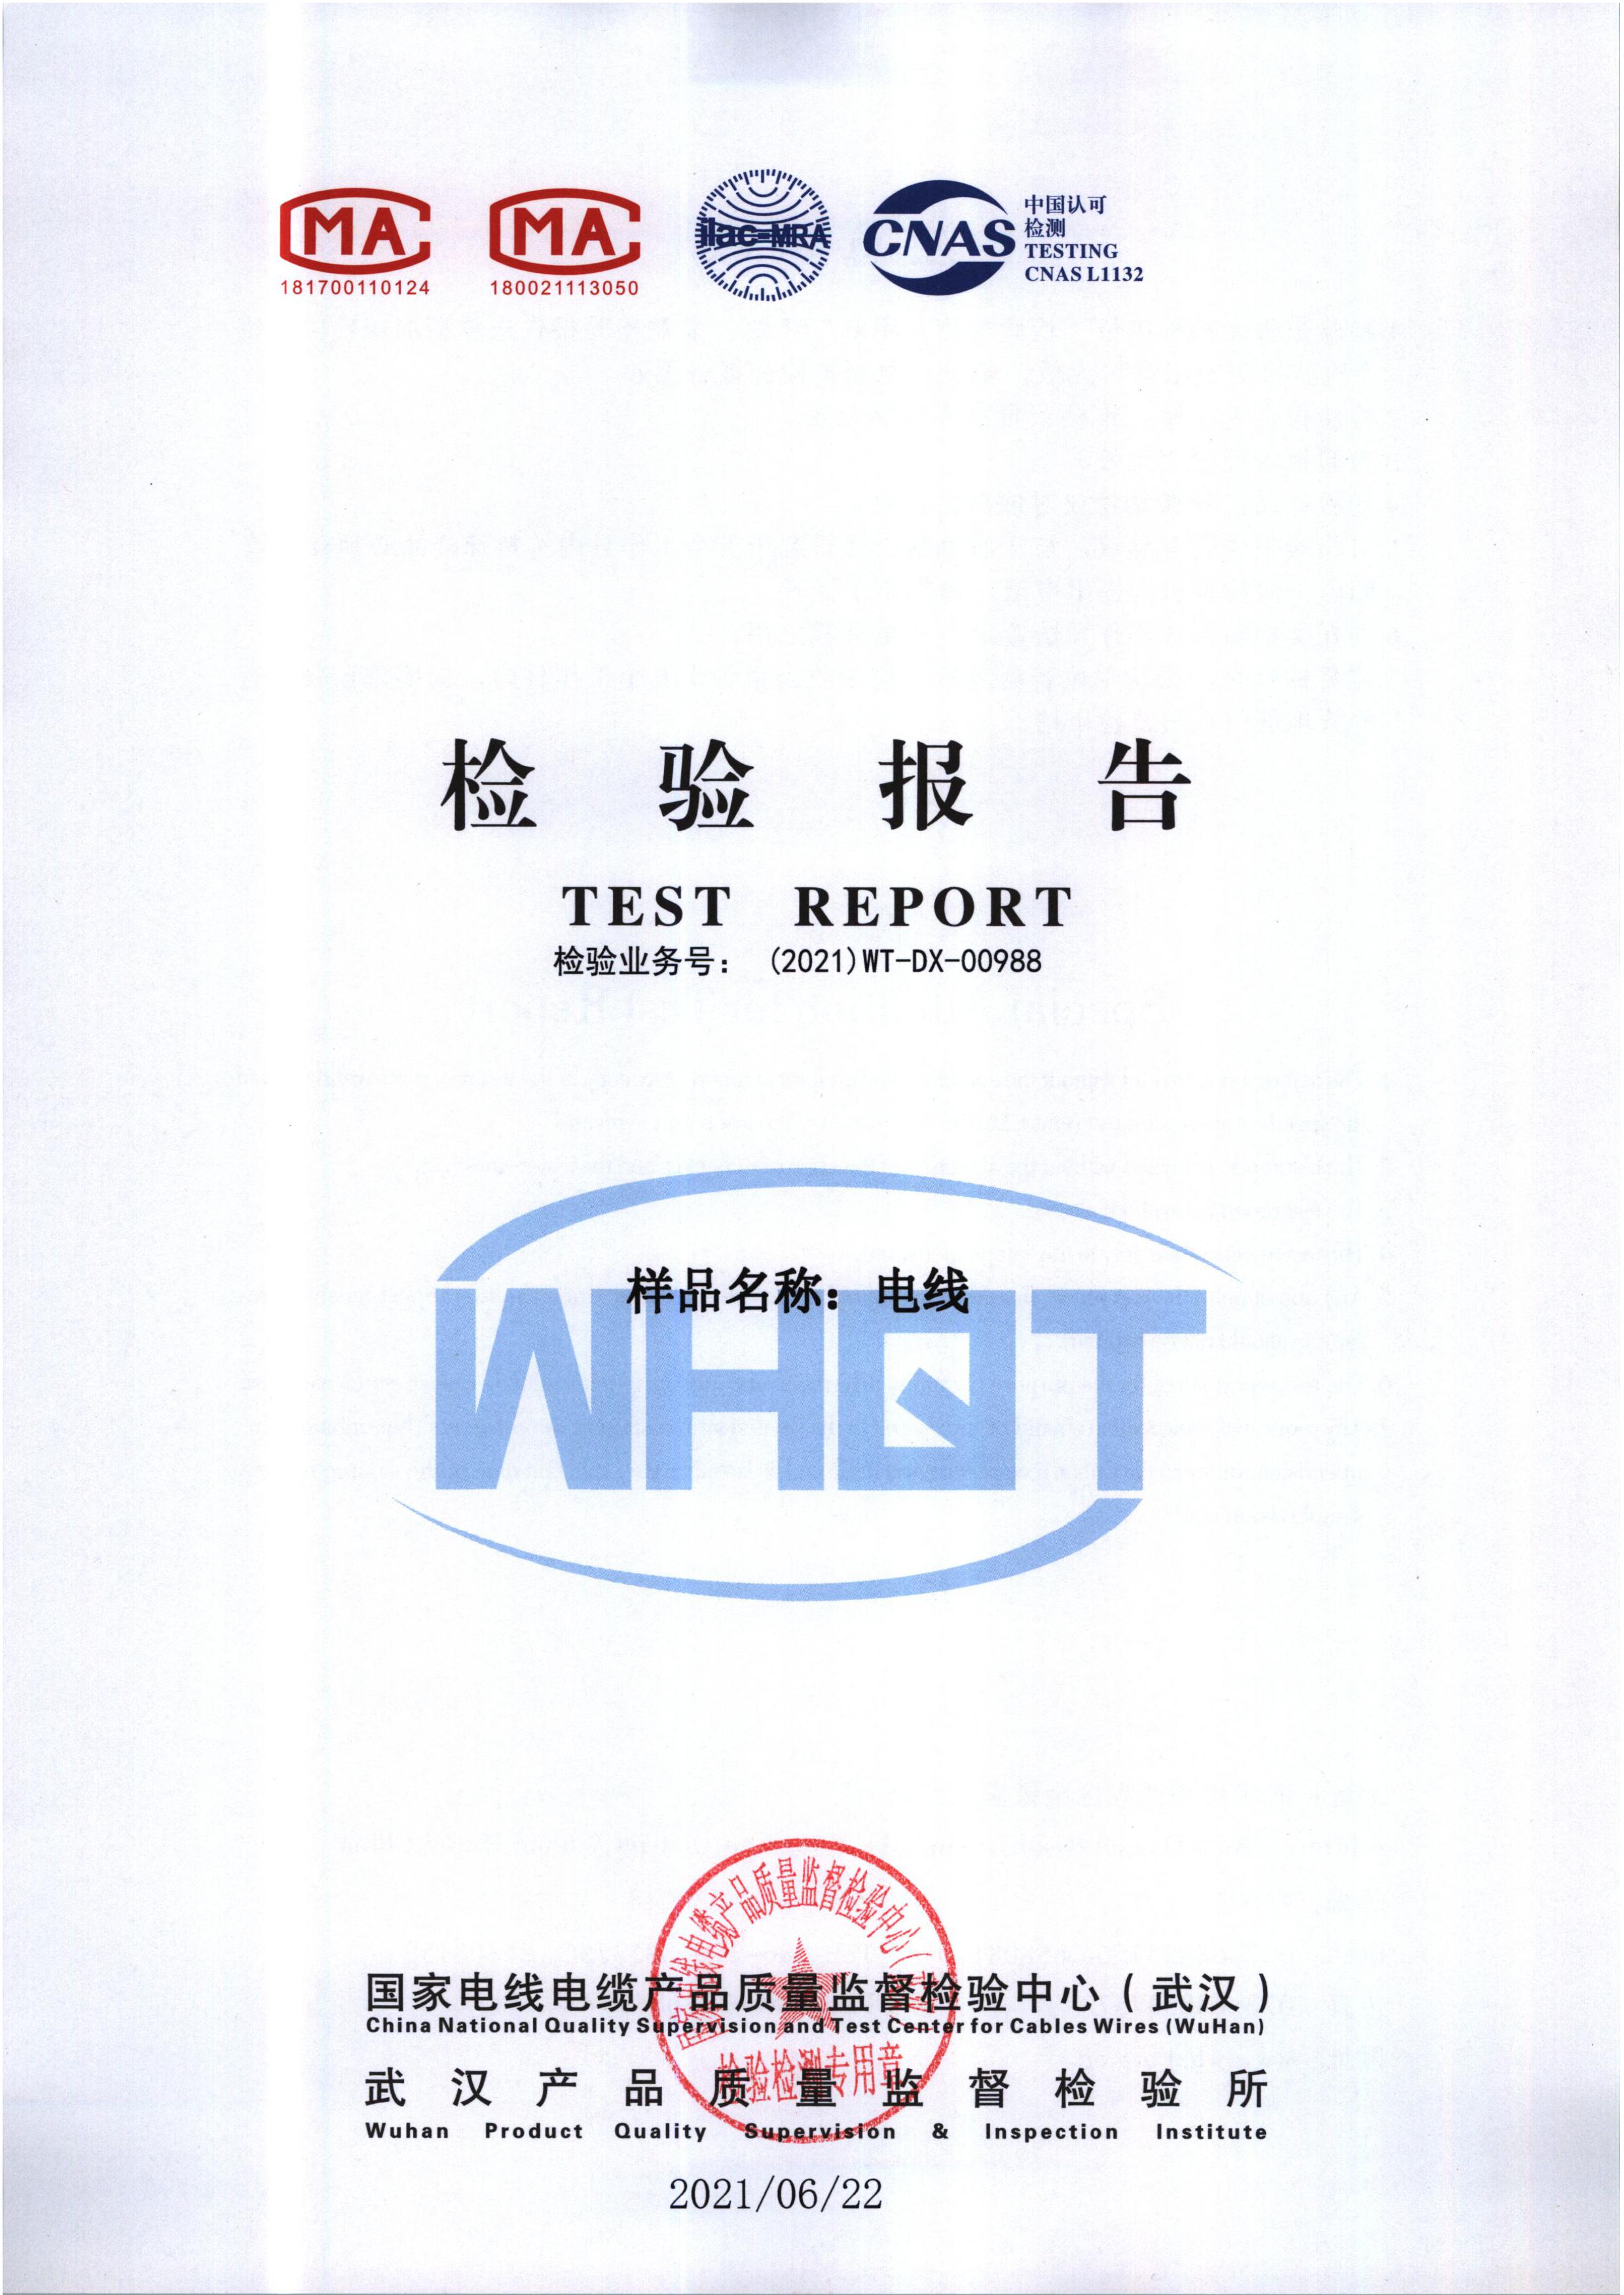 MA MA ilac-MRA CNAS
中国认可
检测
TESTING
CNAS L1132
181700110124 180021113050
检验报告
TEST REPORT
检验业务号：(2021)WT-DX-00988
样品名称：电线
WHQT
国家电线电缆产品质量监督检验中心（武汉）
检验检测专用章
国家电线电缆产品质量监督检验中心（武汉）
China National Quality Supervision and Test Center for Cables Wires (WuHan)
武汉产品质量监督检验所
Wuhan Product Quality Supervision & Inspection Institute
2021/06/22